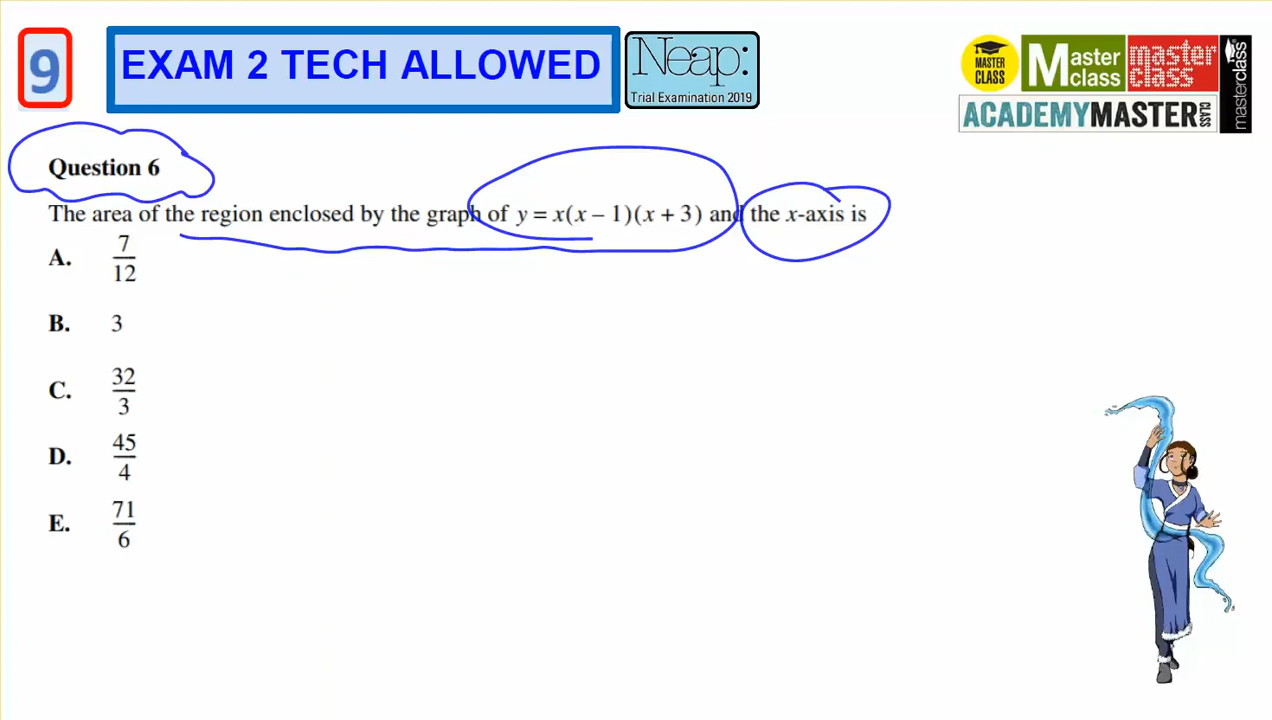 9
EXAM 2 TECH ALLOWED
Neap:
Trial Examination 2019
MASTER
CLASS
Master
class
master
class
masterclass
ACADEMYMASTER CLASS
Question 6
The area of the region enclosed by the graph of y = x(x – 1)(x + 3) and the x-axis is
A. 7/12
B. 3
C. 32/3
D. 45/4
E. 71/6